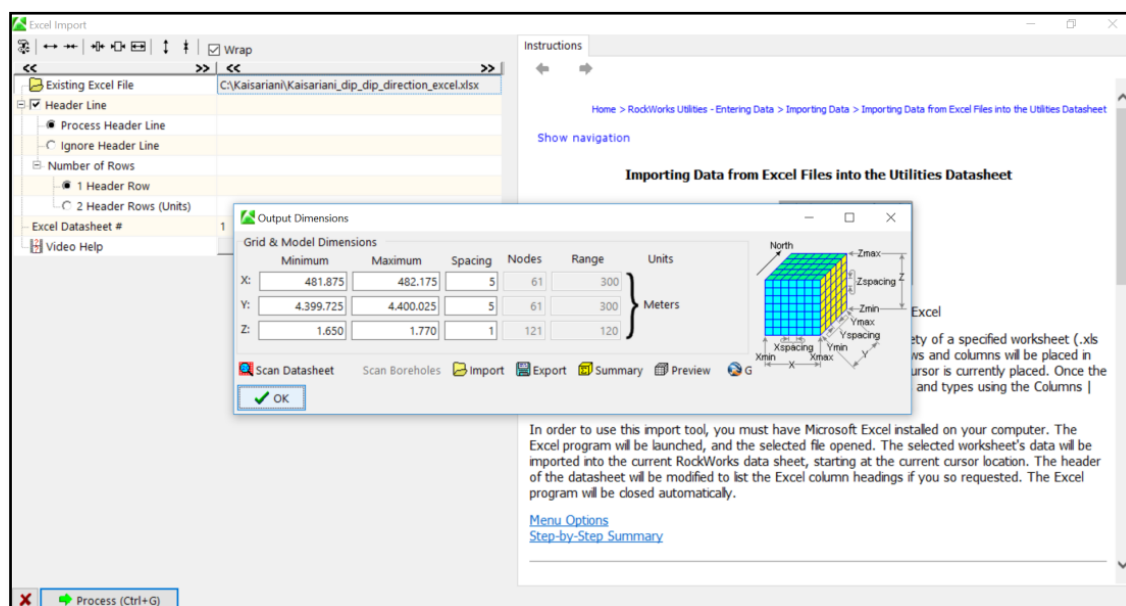 Excel Import
Wrap
<< >> << >>
Existing Excel File C:\Kaisariani\Kaisariani_dip_dip_direction_excel.xlsx
Header Line
Process Header Line
Ignore Header Line
Number of Rows
1 Header Row
2 Header Rows (Units)
Excel Datasheet # 1
Video Help
Process (Ctrl+G)
Instructions
Home > RockWorks Utilities - Entering Data > Importing Data > Importing Data from Excel Files into the Utilities Datasheet
Show navigation
Importing Data from Excel Files into the Utilities Datasheet
Output Dimensions
Grid & Model Dimensions
Minimum Maximum Spacing Nodes Range Units
X: 481.875 482.175 5 61 300
Y: 4.399.725 4.400.025 5 61 300 Meters
Z: 1.650 1.770 1 121 120
Scan Datasheet Scan Boreholes Import Export Summary Preview G
OK
North
Zmax
Zspacing Z
Zmin
Ymax
Yspacing
Xspacing Ymin Y
Xmin Xmax
X
Excel
ety of a specified worksheet (.xls
ws and columns will be placed in
ursor is currently placed. Once the
and types using the Columns |
In order to use this import tool, you must have Microsoft Excel installed on your computer. The
Excel program will be launched, and the selected file opened. The selected worksheet's data will be
imported into the current RockWorks data sheet, starting at the current cursor location. The header
of the datasheet will be modified to list the Excel column headings if you so requested. The Excel
program will be closed automatically.
Menu Options
Step-by-Step Summary